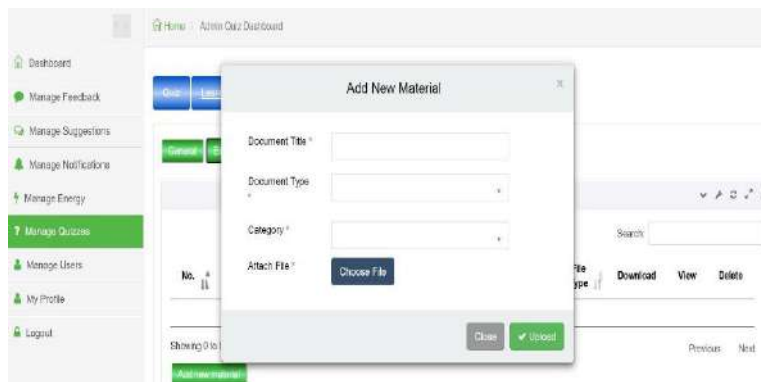 Home Admin Quiz Dashboard
Dashboard
Manage Feedback
Manage Suggestions
Manage Notifications
Manage Energy
? Manage Quizzes
Manage Users
My Profile
Logout
Quiz
General
Add New Material
x
Document Title *
Document Type
*
Category *
Attach File *
Choose File
Close
Upload
Search:
No.
File
Download View Delete
Showing 0 to
Previous Next
Add new material